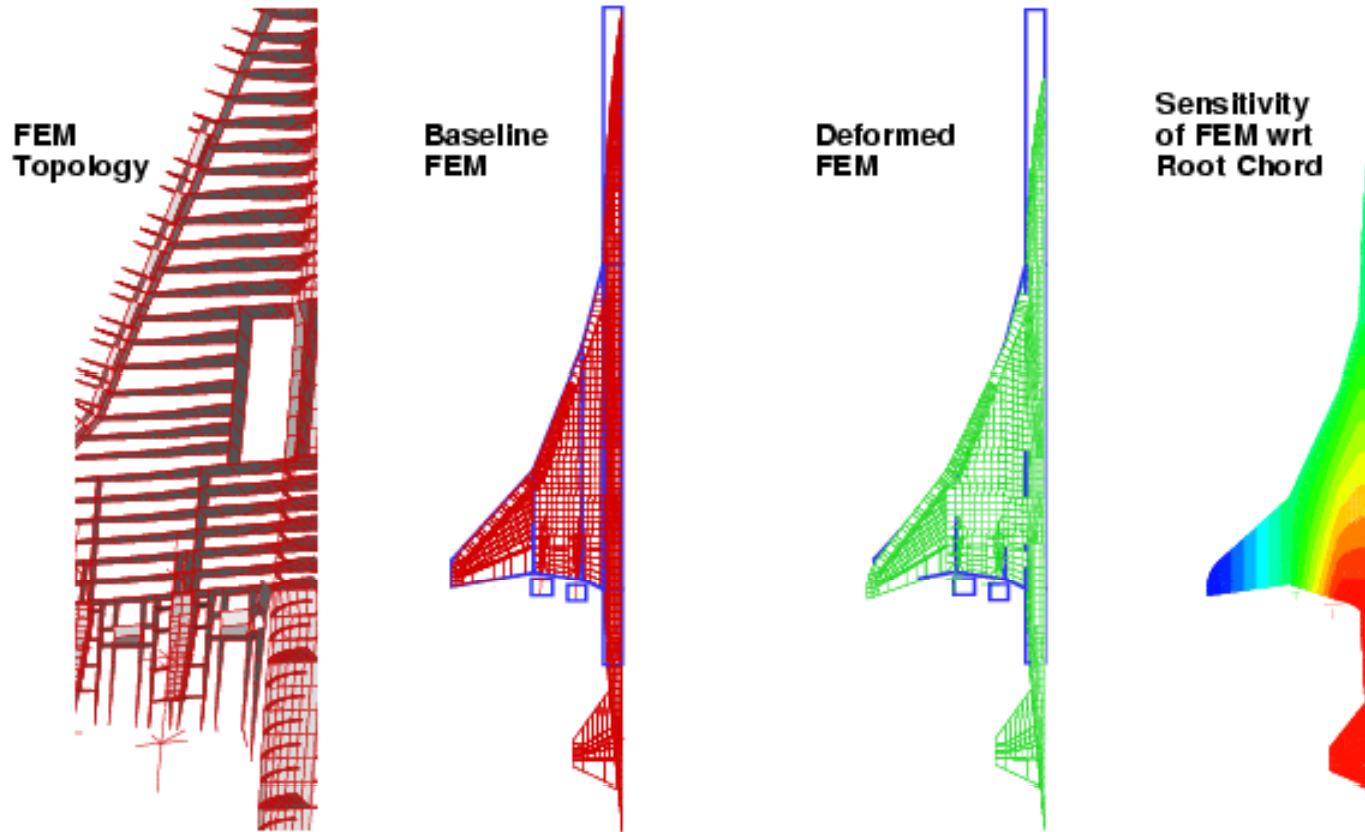 FEM
Topology
Baseline
FEM
Deformed
FEM
Sensitivity
of FEM wrt
Root Chord